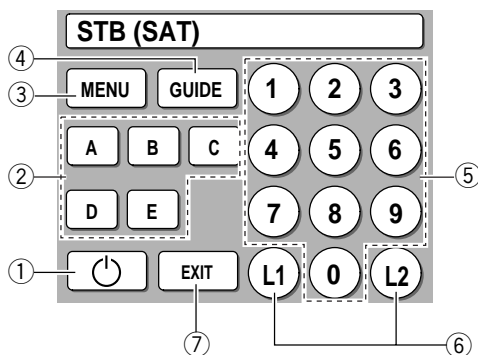 STB (SAT)
④
③ MENU GUIDE 1 2 3
② A B C 4 5 6 ⑤
D E 7 8 9
① EXIT L1 0 L2
⑦ ⑥